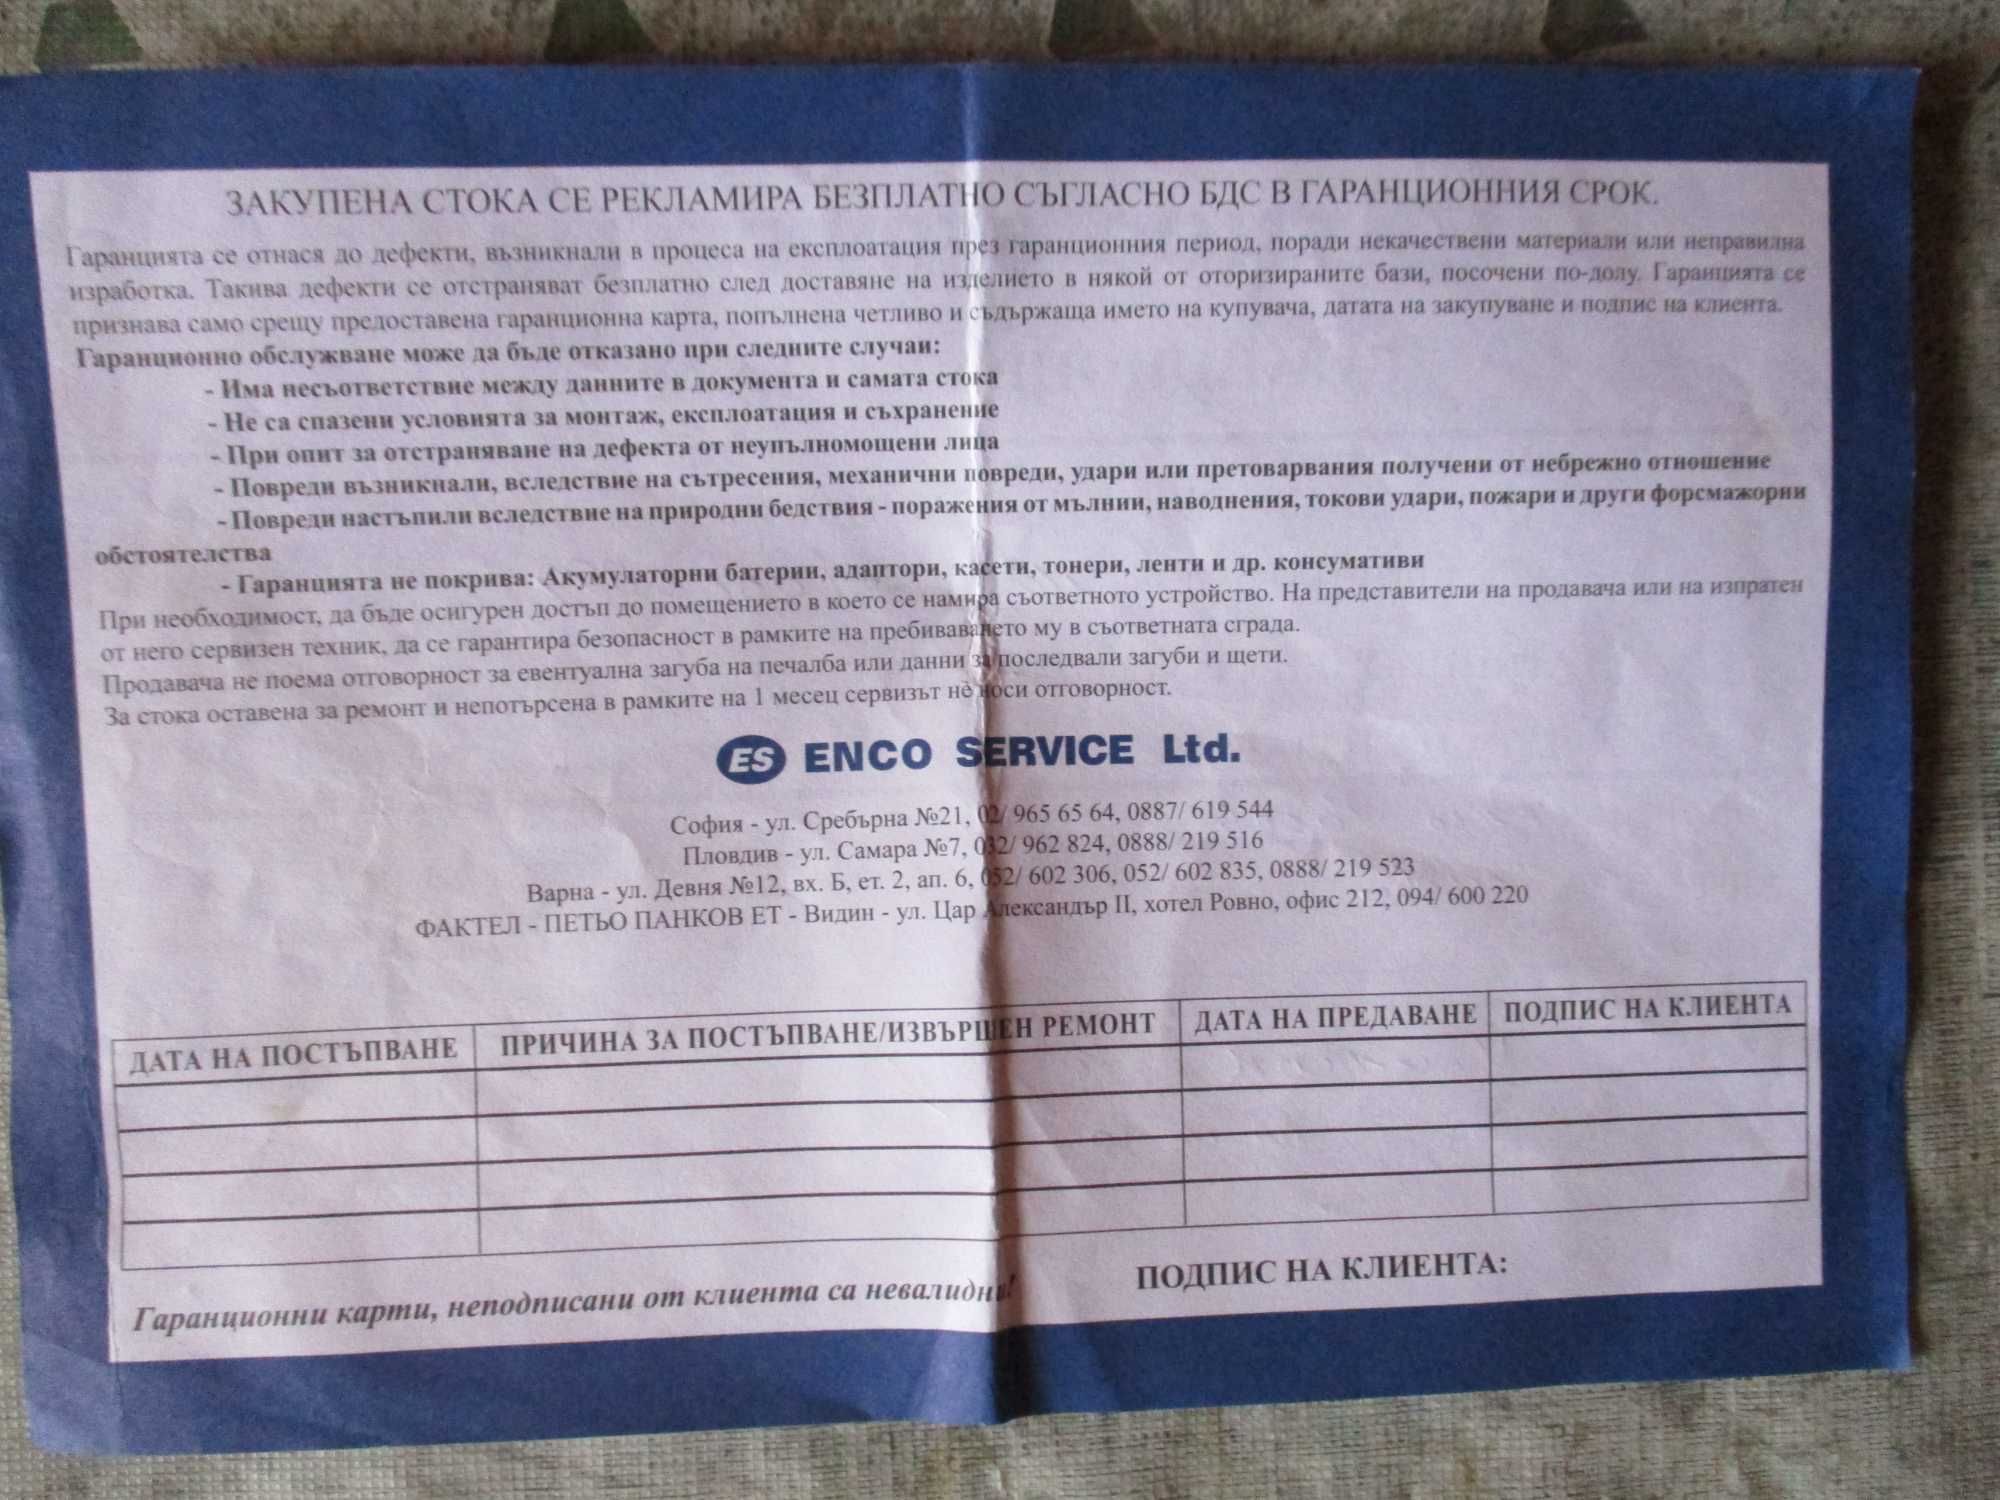 ЗАКУПЕНА СТОКА СЕ РЕКЛАМИРА БЕЗПЛАТНО СЪГЛАСНО БДС В ГАРАНЦИОННИЯ СРОК.
Гаранцията се отнася до дефекти, възникнали в процеса на експлоатация през гаранционния период, поради некачествени материали или неправилна
изработка. Такива дефекти се отстраняват безплатно след доставяне на изделието в някой от оторизираните бази, посочени по-долу. Гаранцията се
признава само срещу предоставена гаранционна карта, попълнена четливо и съдържаща името на купувача, датата на закупуване и подпис на клиента.
Гаранционно обслужване може да бъде отказано при следните случаи:
- Има несъответствие между данните в документа и самата стока
- Не са спазени условията за монтаж, експлоатация и съхранение
- При опит за отстраняване на дефекта от неупълномощени лица
- Повреди възникнали, вследствие на сътресения, механични повреди, удари или претоварвания получени от небрежно отношение
- Повреди настъпили вследствие на природни бедствия - поражения от мълнии, наводнения, токови удари, пожари и други форсмажорни
обстоятелства
- Гаранцията не покрива: Акумулаторни батерии, адаптори, касети, тонери, ленти и др. консумативи
При необходимост, да бъде осигурен достъп до помещението в което се намира съответното устройство. На представители на продавача или на изпратен
от него сервизен техник, да се гарантира безопасност в рамките на пребиваването му в съответната сграда.
Продавача не поема отговорност за евентуална загуба на печалба или данни за последвали загуби и щети.
За стока оставена за ремонт и непотърсена в рамките на 1 месец сервизът не носи отговорност.
ES ENCO SERVICE Ltd.
София - ул. Сребърна №21, 02/ 965 65 64, 0887/ 619 544
Пловдив - ул. Самара №7, 032/ 962 824, 0888/ 219 516
Варна - ул. Девня №12, вх. Б, ет. 2, ап. 6, 052/ 602 306, 052/ 602 835, 0888/ 219 523
ФАКТЕЛ - ПЕТЬО ПАНКОВ ЕТ - Видин - ул. Цар Александър II, хотел Ровно, офис 212, 094/ 600 220
ДАТА НА ПОСТЪПВАНЕ ПРИЧИНА ЗА ПОСТЪПВАНЕ/ИЗВЪРШЕН РЕМОНТ ДАТА НА ПРЕДАВАНЕ ПОДПИС НА КЛИЕНТА
Гаранционни карти, неподписани от клиента са невалидни! ПОДПИС НА КЛИЕНТА: